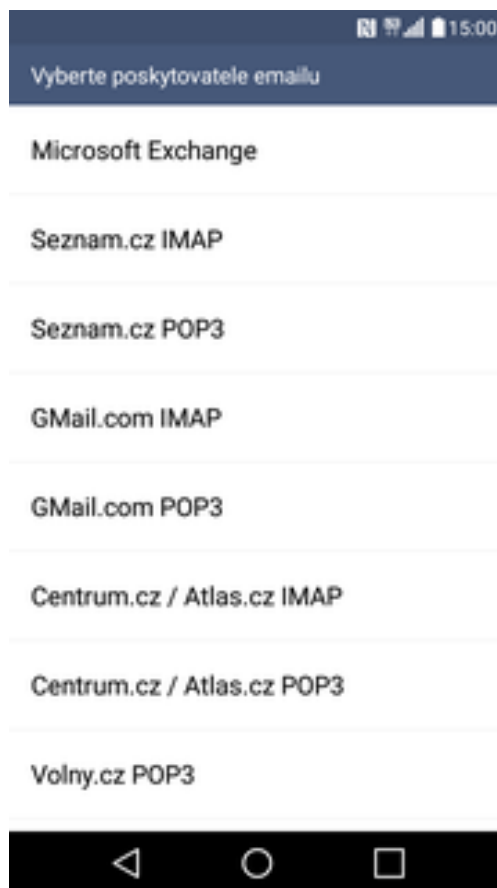 15:00
Vyberte poskytovatele emailu
Microsoft Exchange
Seznam.cz IMAP
Seznam.cz POP3
GMail.com IMAP
GMail.com POP3
Centrum.cz / Atlas.cz IMAP
Centrum.cz / Atlas.cz POP3
Volny.cz POP3